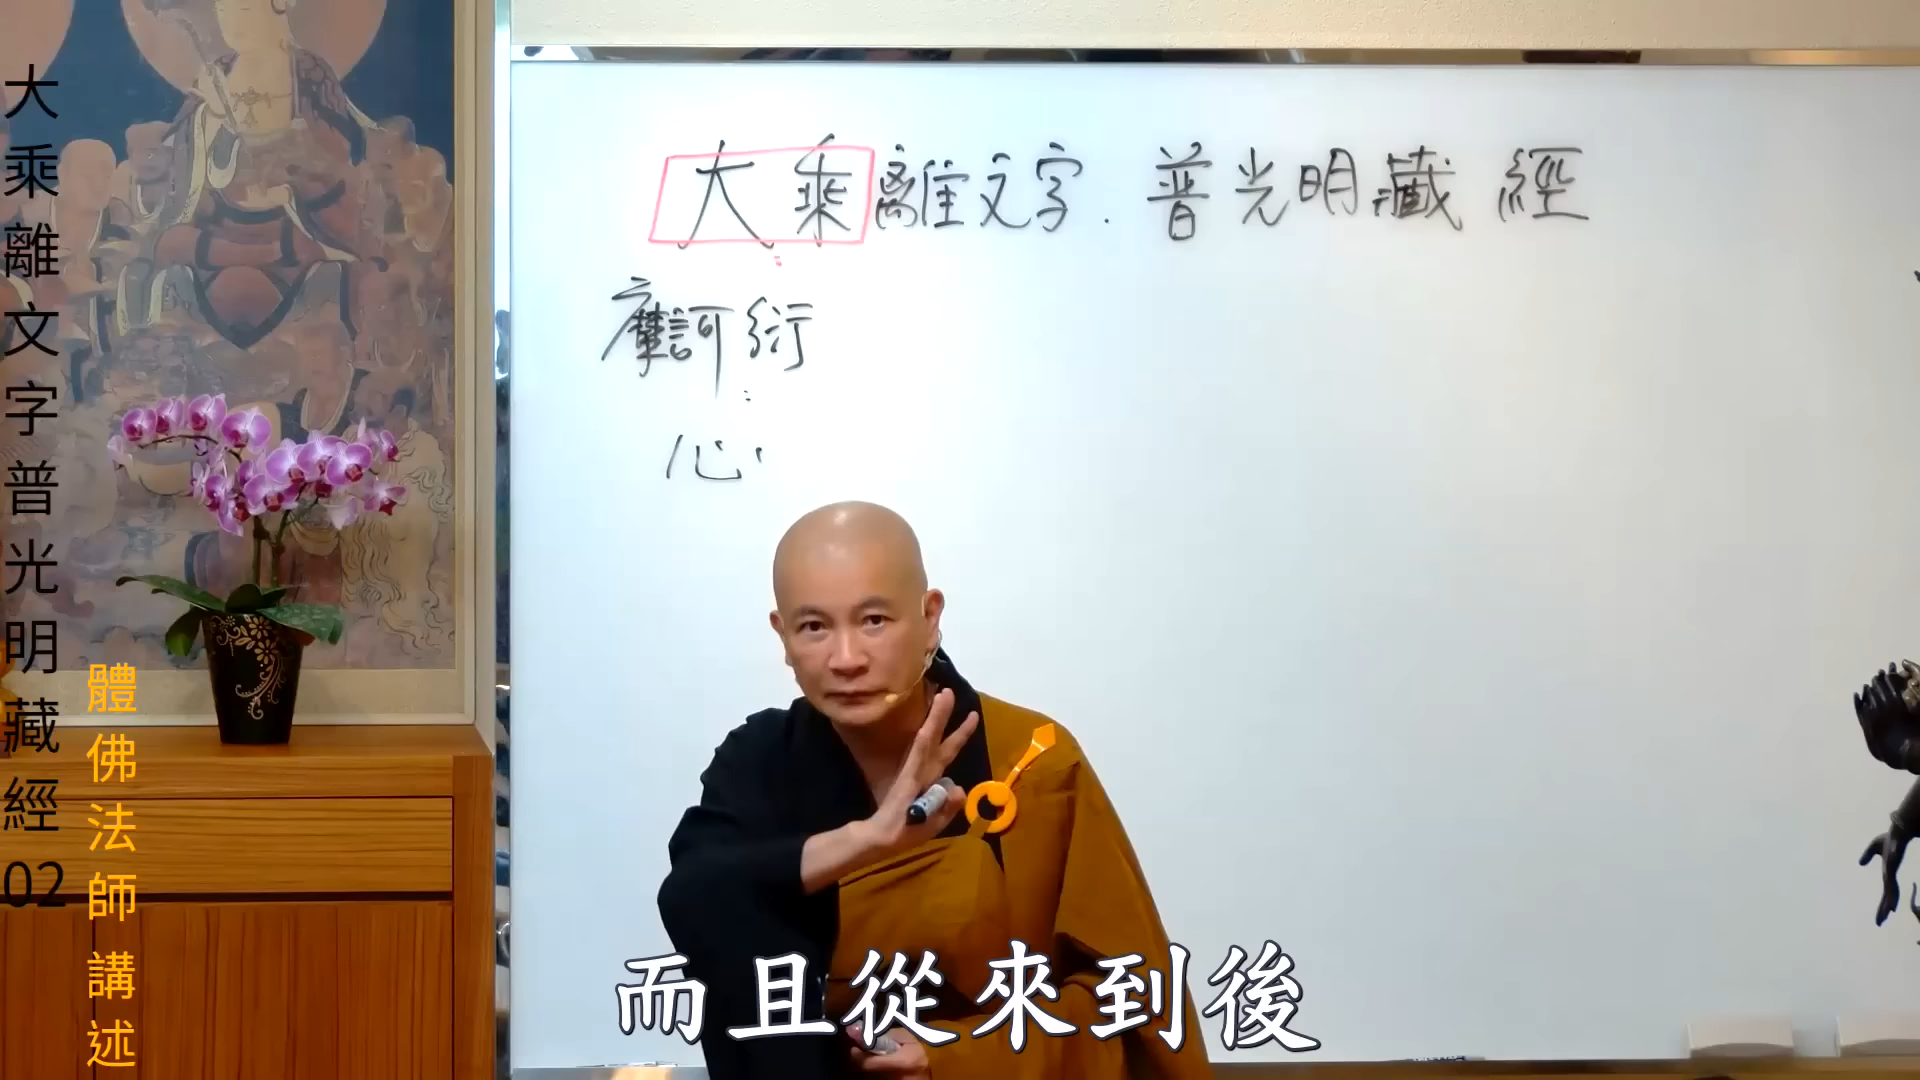 大乘離文字普光明藏經02
體佛法師講述
大乘離文字.普光明藏經
摩訶衍
心
而且從來到後